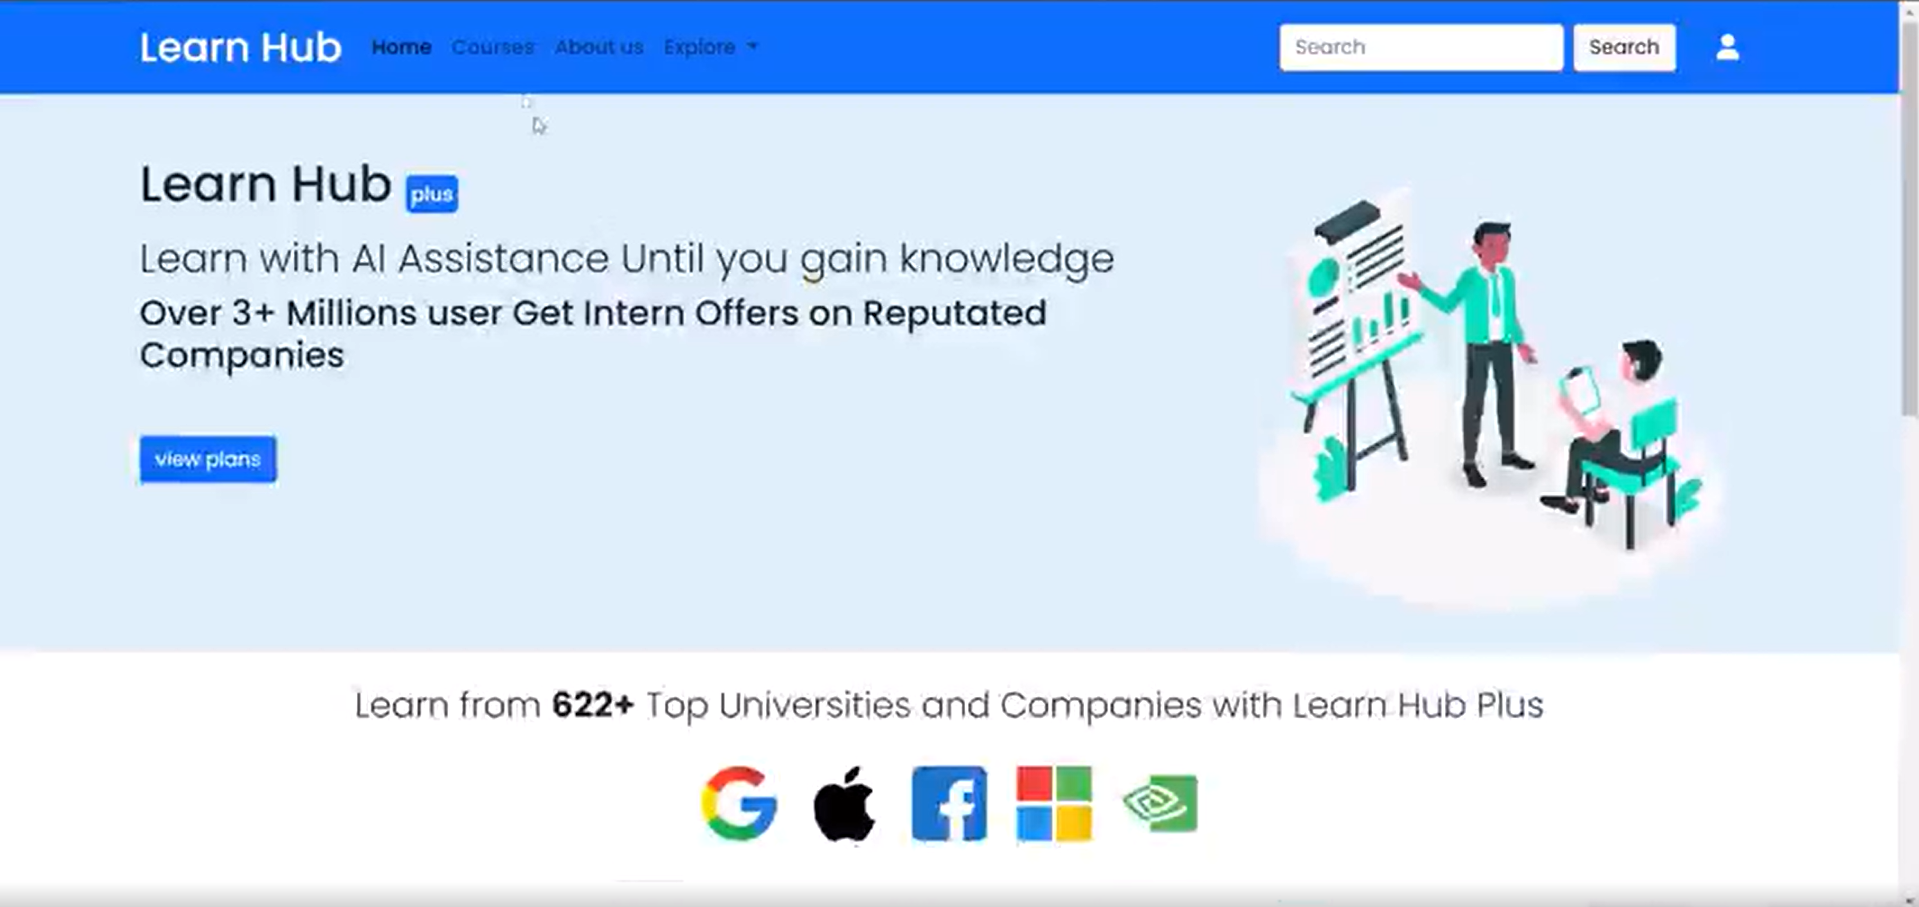 Learn Hub Home Courses About us Explore Search Search
Learn Hub plus
Learn with AI Assistance Until you gain knowledge
Over 3+ Millions user Get Intern Offers on Reputated
Companies
view plans
Learn from 622+ Top Universities and Companies with Learn Hub Plus